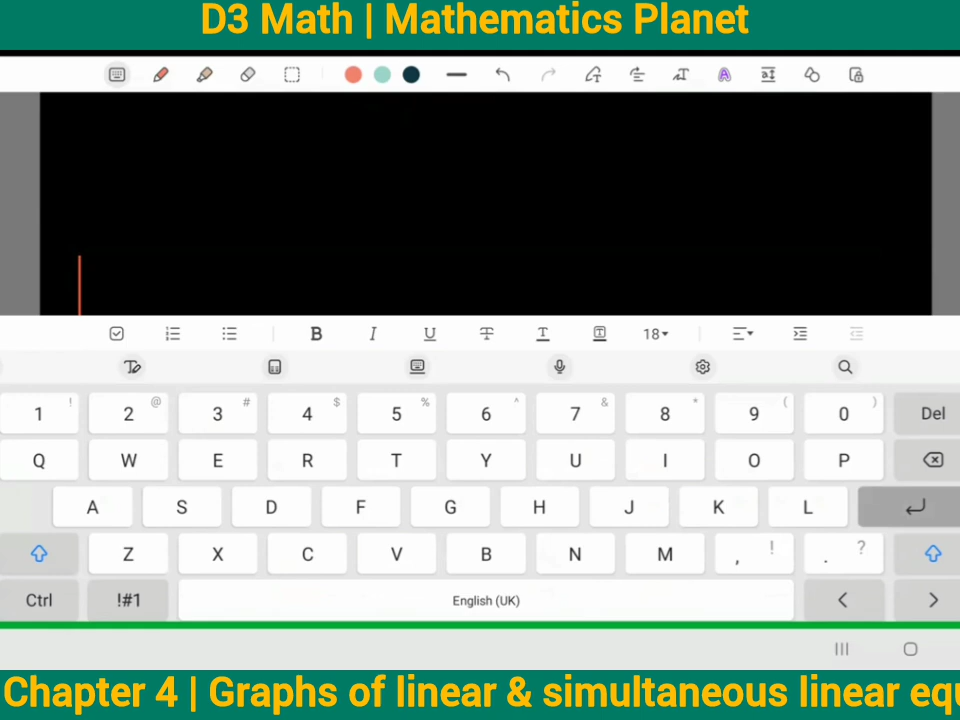 D3 Math | Mathematics Planet
18
1 ! 2 @ 3 # 4 $ 5 % 6 ^ 7 & 8 * 9 ( 0 ) Del
Q W E R T Y U I O P
A S D F G H J K L
Z X C V B N M , ! . ?
Ctrl !#1 English (UK) < >
Chapter 4 | Graphs of linear & simultaneous linear equ